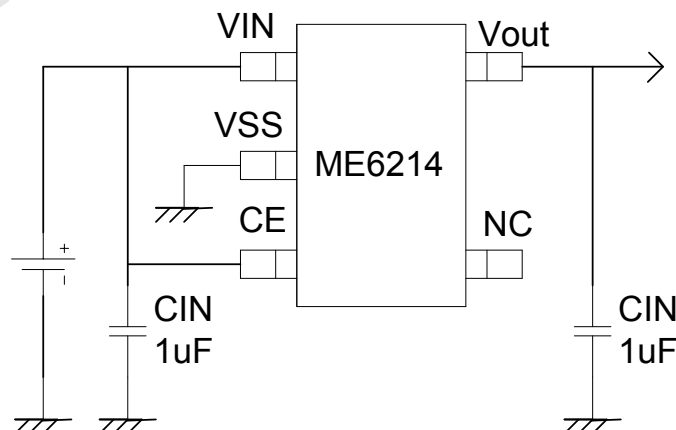 VIN
Vout
VSS
ME6214
CE
NC
+
-
CIN
1uF
CIN
1uF